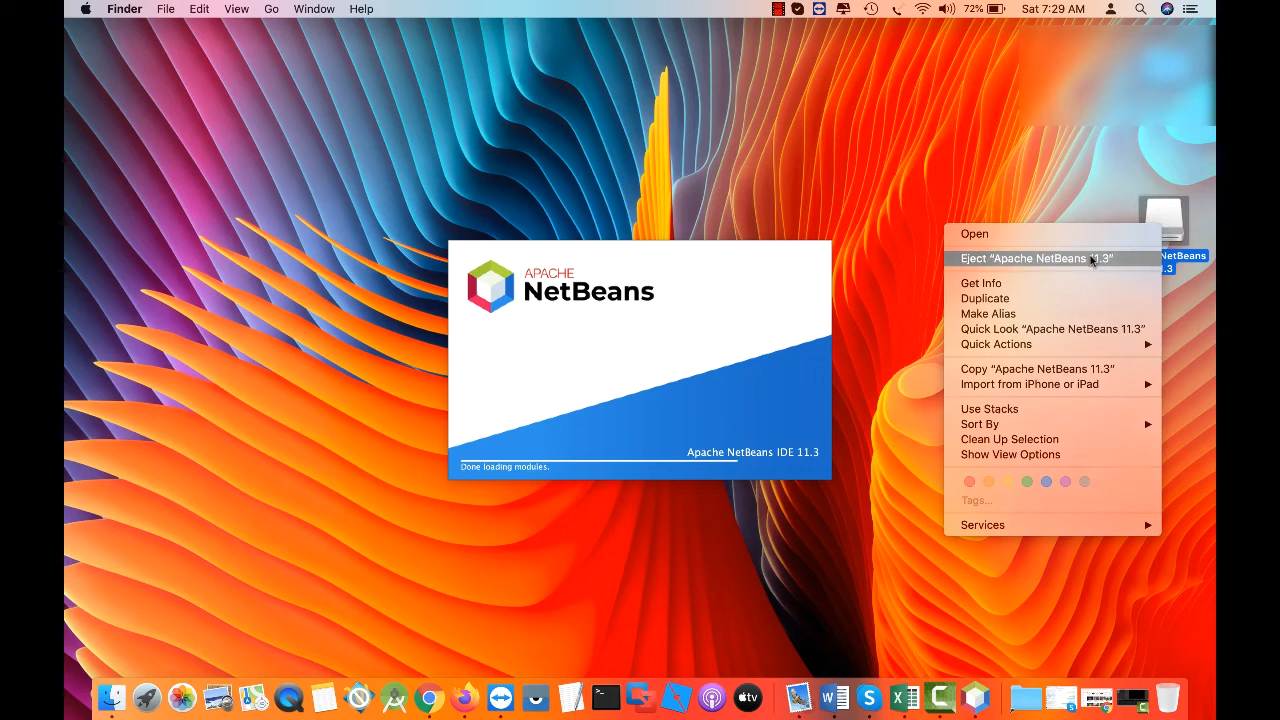 Finder File Edit View Go Window Help 72% Sat 7:29 AM
APACHE
NetBeans
Apache NetBeans IDE 11.3
Done loading modules.
Open
Eject “Apache NetBeans 11.3”
Get Info
Duplicate
Make Alias
Quick Look “Apache NetBeans 11.3”
Quick Actions
Copy “Apache NetBeans 11.3”
Import from iPhone or iPad
Use Stacks
Sort By
Clean Up Selection
Show View Options
Tags...
Services
NetBeans
1.3
tv